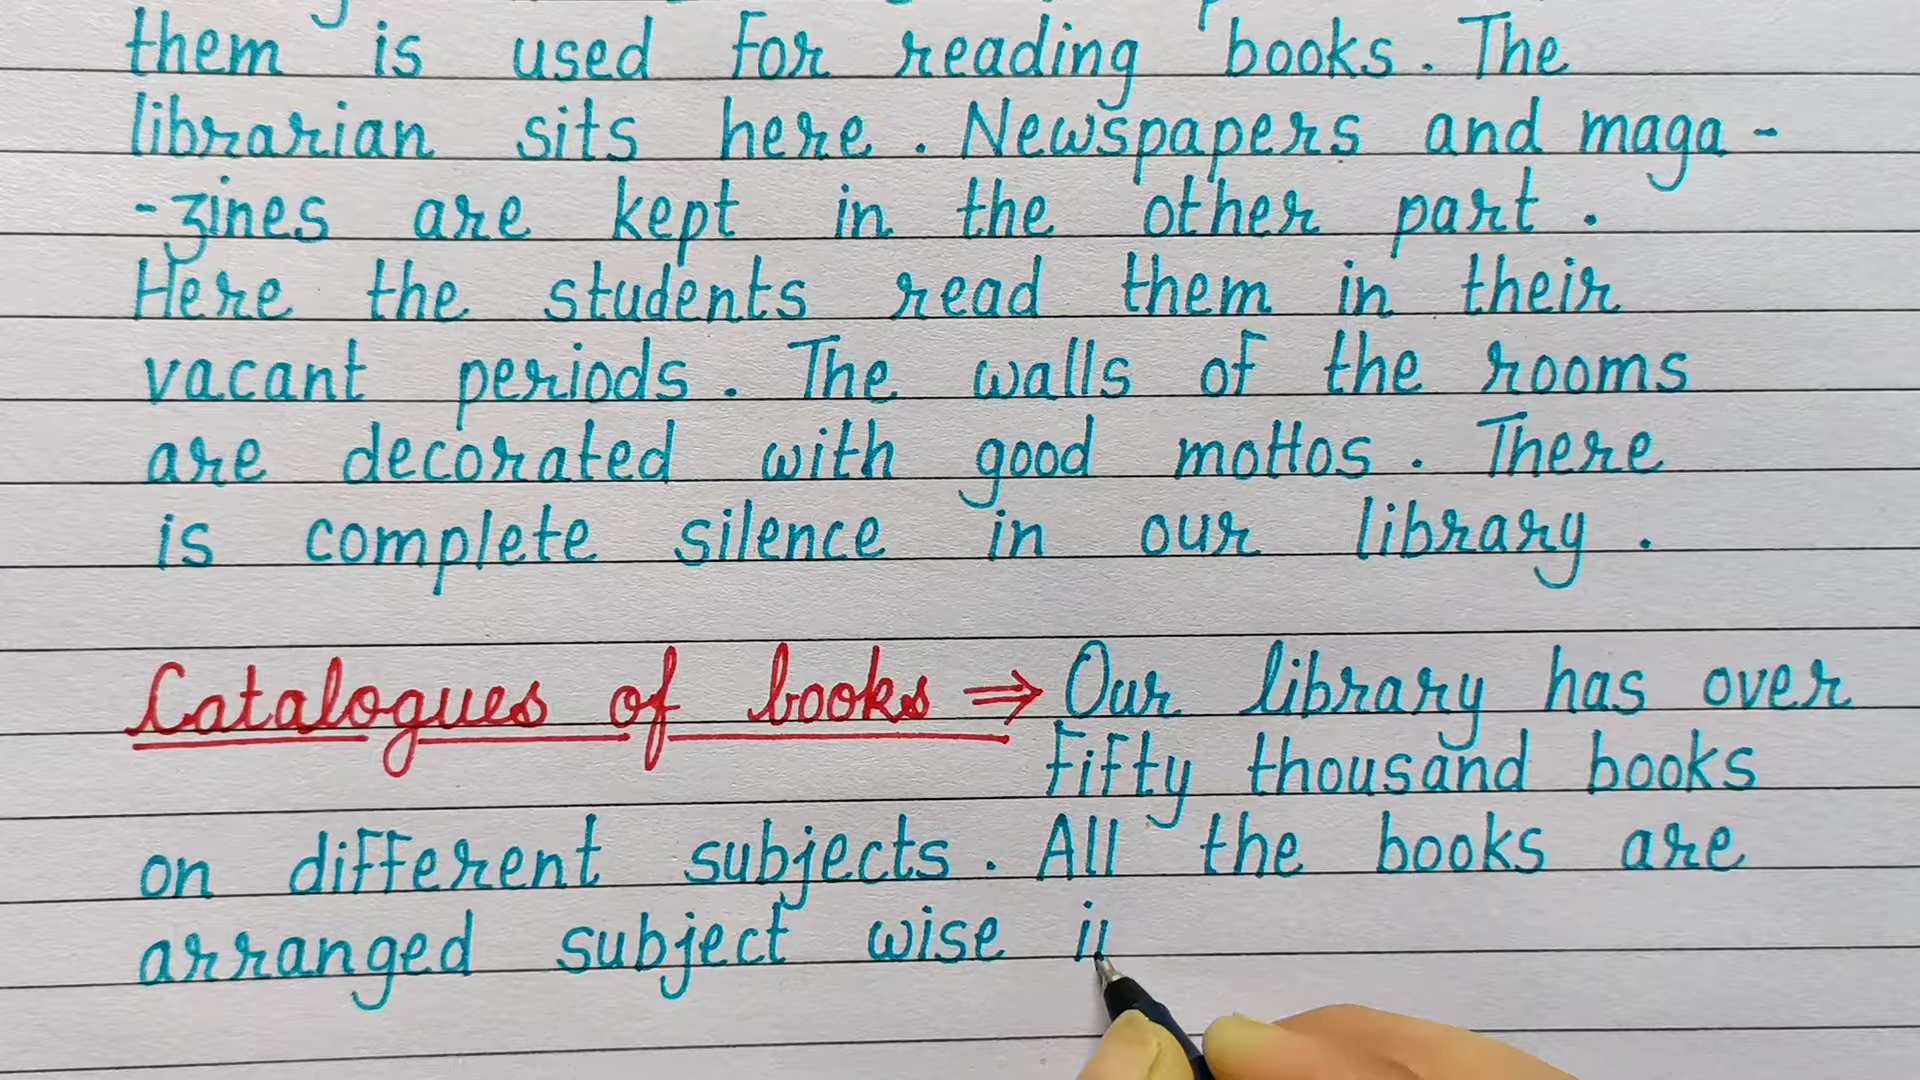 them is used for reading books. The
librarian sits here. Newspapers and maga-
-zines are kept in the other part.
Here the students read them in their
vacant periods. The walls of the rooms
are decorated with good mottos. There
is complete silence in our library.
Catalogues of books ⇒ Our library has over
fifty thousand books
on different subjects. All the books are
arranged subject wise